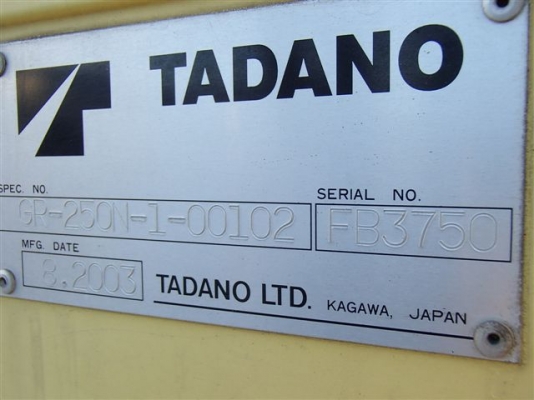 TADANO
SPEC. NO.
GR-250N-1-00102
SERIAL NO.
FB3750
MFG. DATE
8.2003
TADANO LTD. KAGAWA, JAPAN